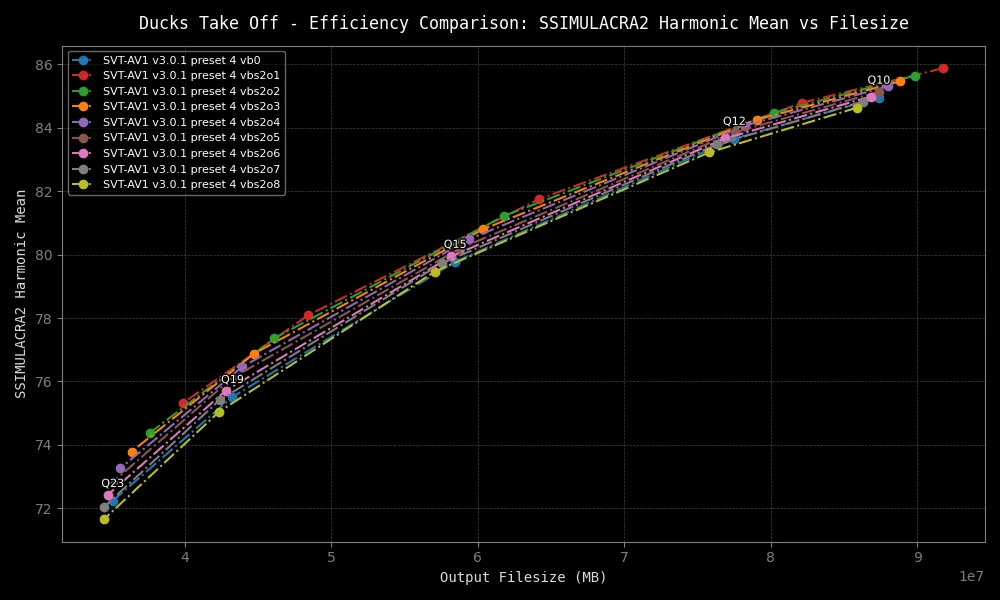 Ducks Take Off - Efficiency Comparison: SSIMULACRA2 Harmonic Mean vs Filesize
SVT-AV1 v3.0.1 preset 4 vb0
SVT-AV1 v3.0.1 preset 4 vbs2o1
SVT-AV1 v3.0.1 preset 4 vbs2o2
SVT-AV1 v3.0.1 preset 4 vbs2o3
SVT-AV1 v3.0.1 preset 4 vbs2o4
SVT-AV1 v3.0.1 preset 4 vbs2o5
SVT-AV1 v3.0.1 preset 4 vbs2o6
SVT-AV1 v3.0.1 preset 4 vbs2o7
SVT-AV1 v3.0.1 preset 4 vbs2o8
86
84
82
80
78
76
74
72
SSIMULACRA2 Harmonic Mean
Q10
Q12
Q15
Q19
Q23
4
5
6
7
8
9
1e7
Output Filesize (MB)